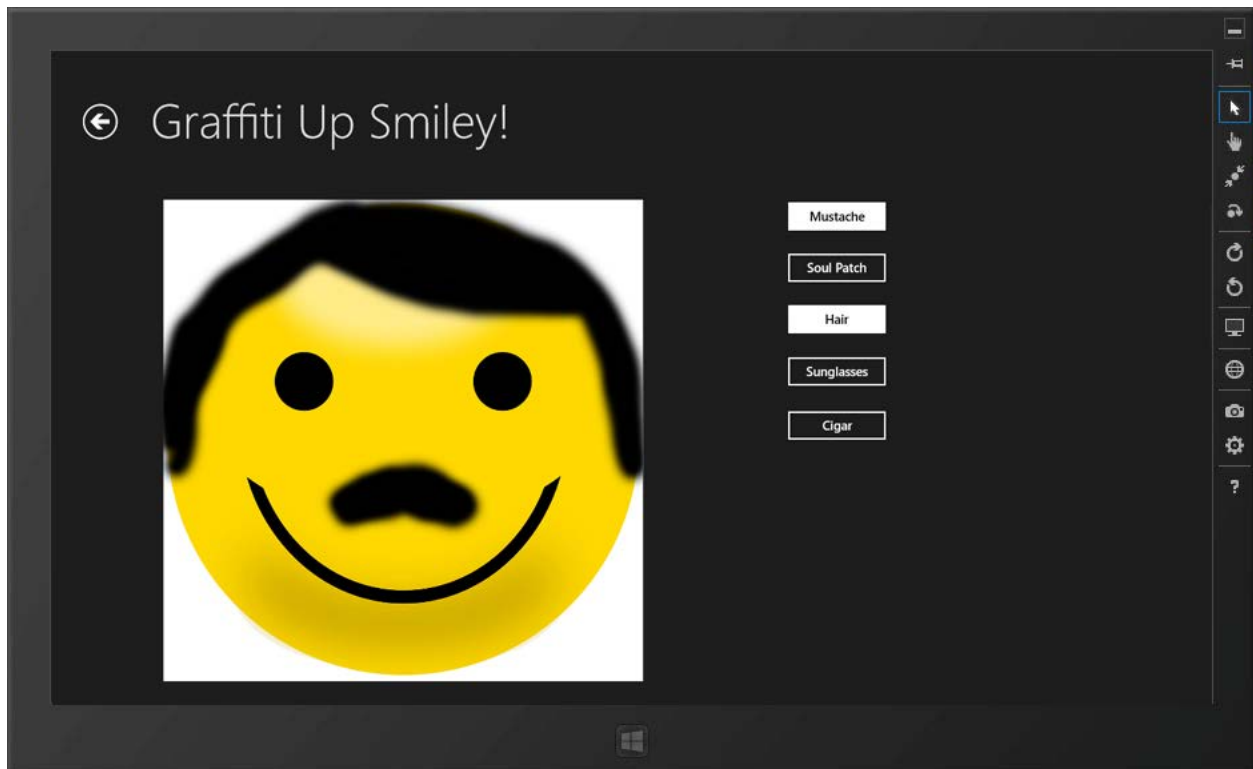 Graffiti Up Smiley!
Mustache
Soul Patch
Hair
Sunglasses
Cigar
?